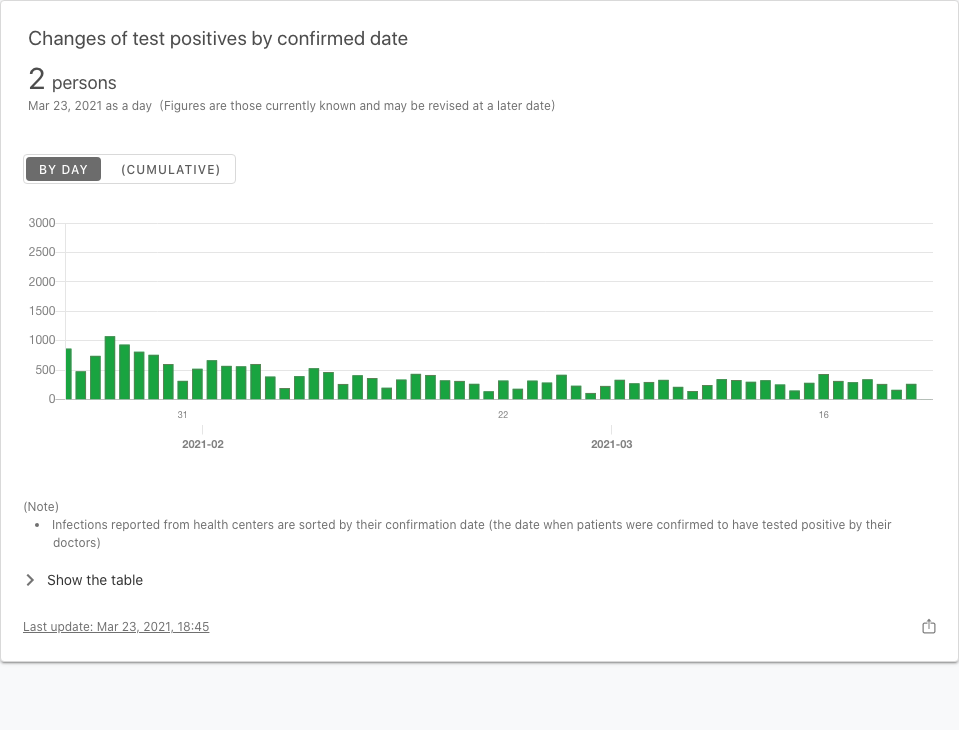 Changes of test positives by confirmed date
2 persons
Mar 23, 2021 as a day (Figures are those currently known and may be revised at a later date)
BY DAY (CUMULATIVE)
3000
2500
2000
1500
1000
500
0
31 22 16
2021-02 2021-03
(Note)
• Infections reported from health centers are sorted by their confirmation date (the date when patients were confirmed to have tested positive by their
doctors)
Show the table
Last update: Mar 23, 2021, 18:45